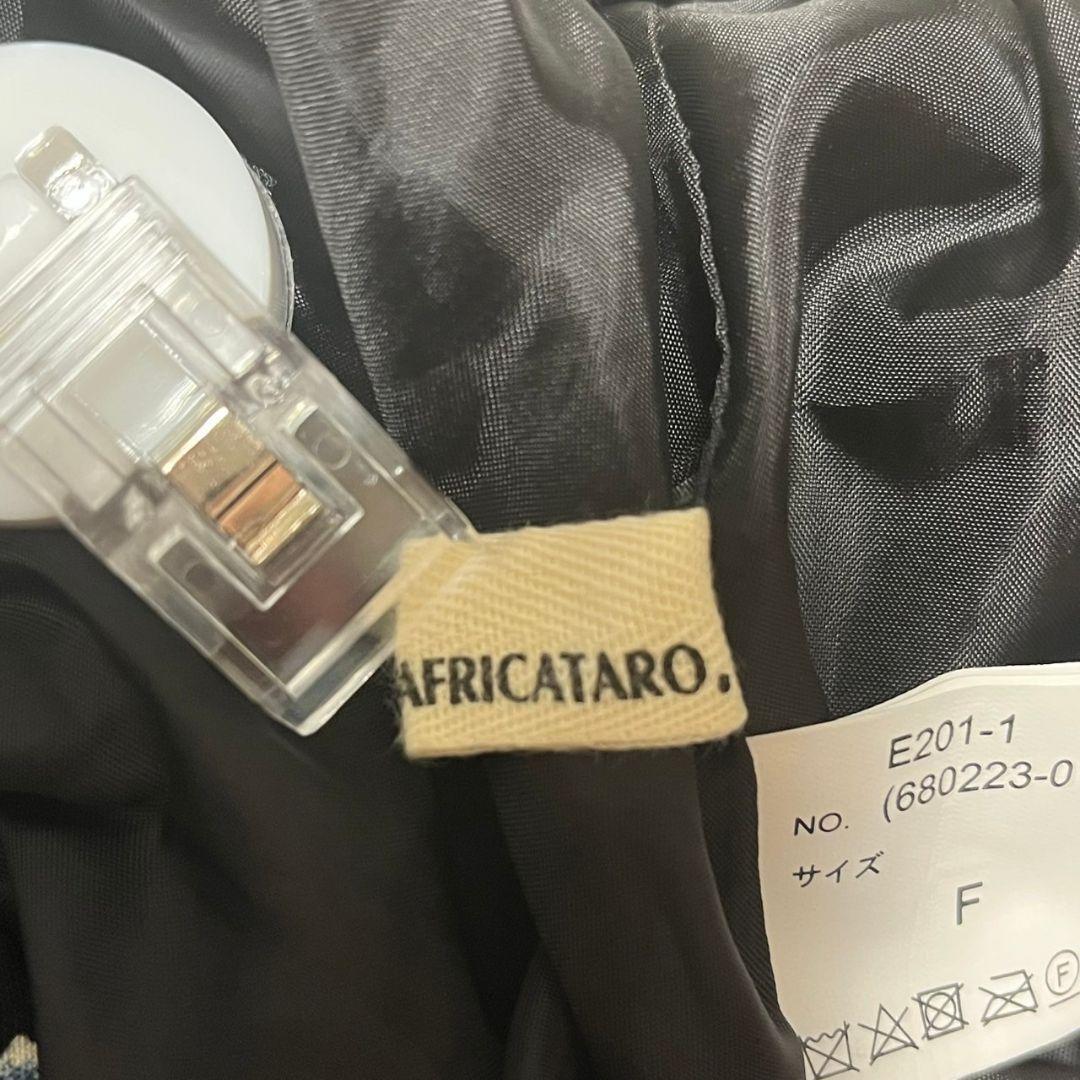 AFRICATARO.
E201-1
NO. (680223-0
サイズ
F
F